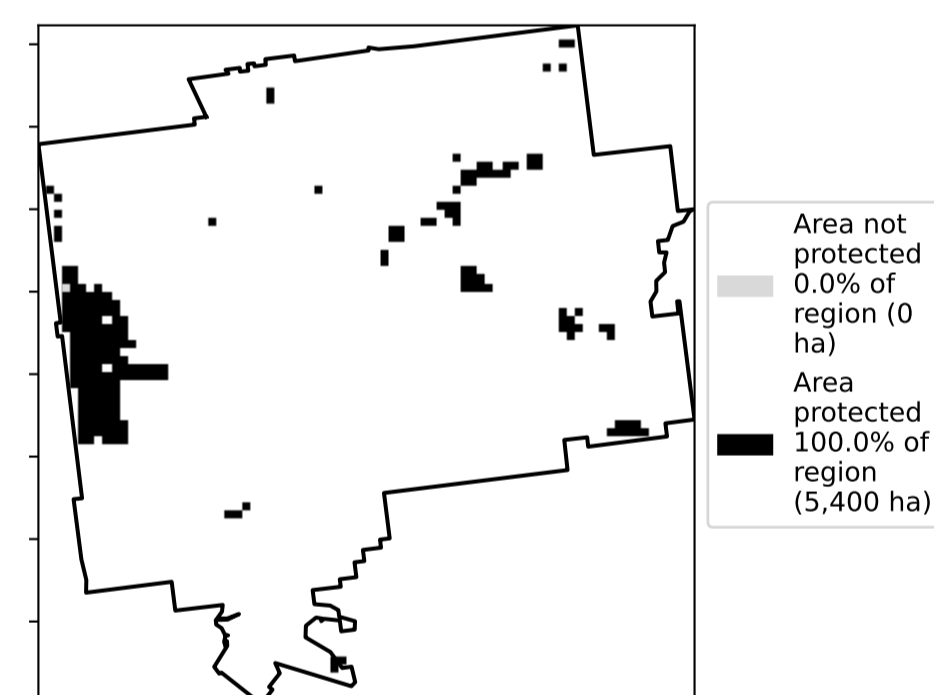 Area not
protected
0.0% of
region (0
ha)
Area
protected
100.0% of
region
(5,400 ha)